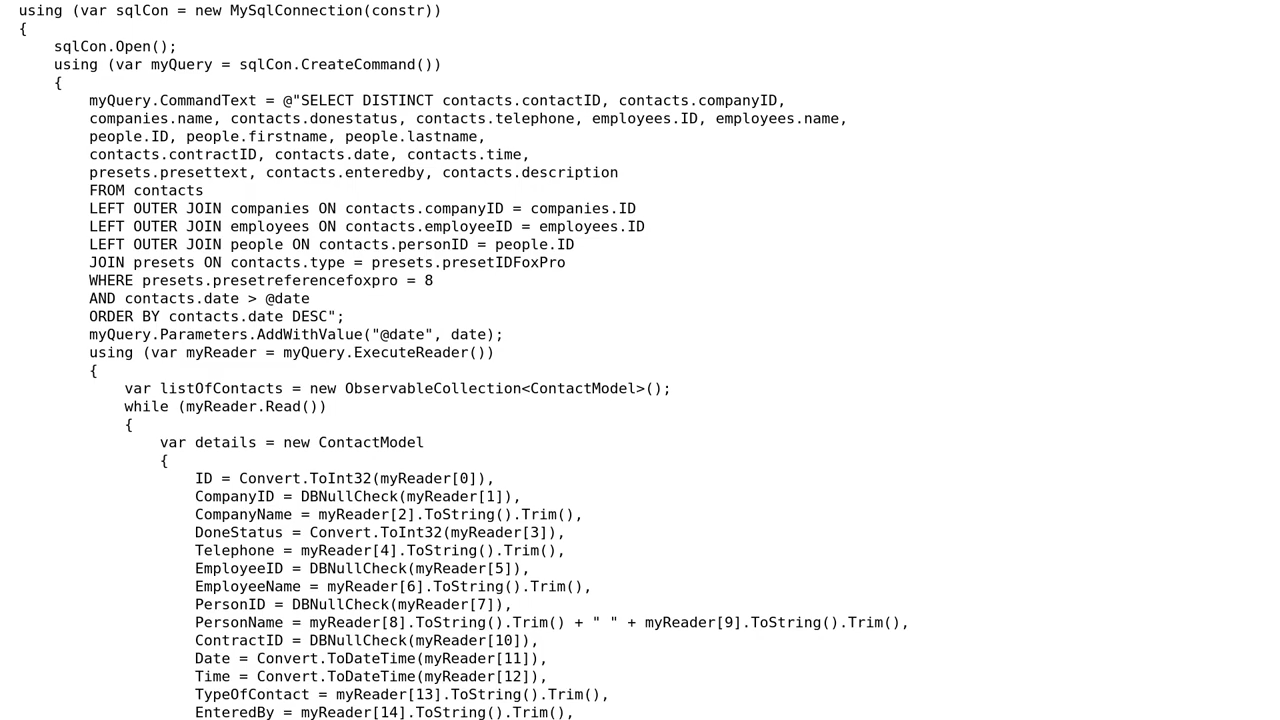 using (var sqlCon = new MySqlConnection(constr))
{
    sqlCon.Open();
    using (var myQuery = sqlCon.CreateCommand())
    {
        myQuery.CommandText = @"SELECT DISTINCT contacts.contactID, contacts.companyID,
        companies.name, contacts.donestatus, contacts.telephone, employees.ID, employees.name,
        people.ID, people.firstname, people.lastname,
        contacts.contractID, contacts.date, contacts.time,
        presets.presettext, contacts.enteredby, contacts.description
        FROM contacts
        LEFT OUTER JOIN companies ON contacts.companyID = companies.ID
        LEFT OUTER JOIN employees ON contacts.employeeID = employees.ID
        LEFT OUTER JOIN people ON contacts.personID = people.ID
        JOIN presets ON contacts.type = presets.presetIDFoxPro
        WHERE presets.presetreferencefoxpro = 8
        AND contacts.date > @date
        ORDER BY contacts.date DESC";
        myQuery.Parameters.AddWithValue("@date", date);
        using (var myReader = myQuery.ExecuteReader())
        {
            var listOfContacts = new ObservableCollection<ContactModel>();
            while (myReader.Read())
            {
                var details = new ContactModel
                {
                    ID = Convert.ToInt32(myReader[0]),
                    CompanyID = DBNullCheck(myReader[1]),
                    CompanyName = myReader[2].ToString().Trim(),
                    DoneStatus = Convert.ToInt32(myReader[3]),
                    Telephone = myReader[4].ToString().Trim(),
                    EmployeeID = DBNullCheck(myReader[5]),
                    EmployeeName = myReader[6].ToString().Trim(),
                    PersonID = DBNullCheck(myReader[7]),
                    PersonName = myReader[8].ToString().Trim() + " " + myReader[9].ToString().Trim(),
                    ContractID = DBNullCheck(myReader[10]),
                    Date = Convert.ToDateTime(myReader[11]),
                    Time = Convert.ToDateTime(myReader[12]),
                    TypeOfContact = myReader[13].ToString().Trim(),
                    EnteredBy = myReader[14].ToString().Trim(),